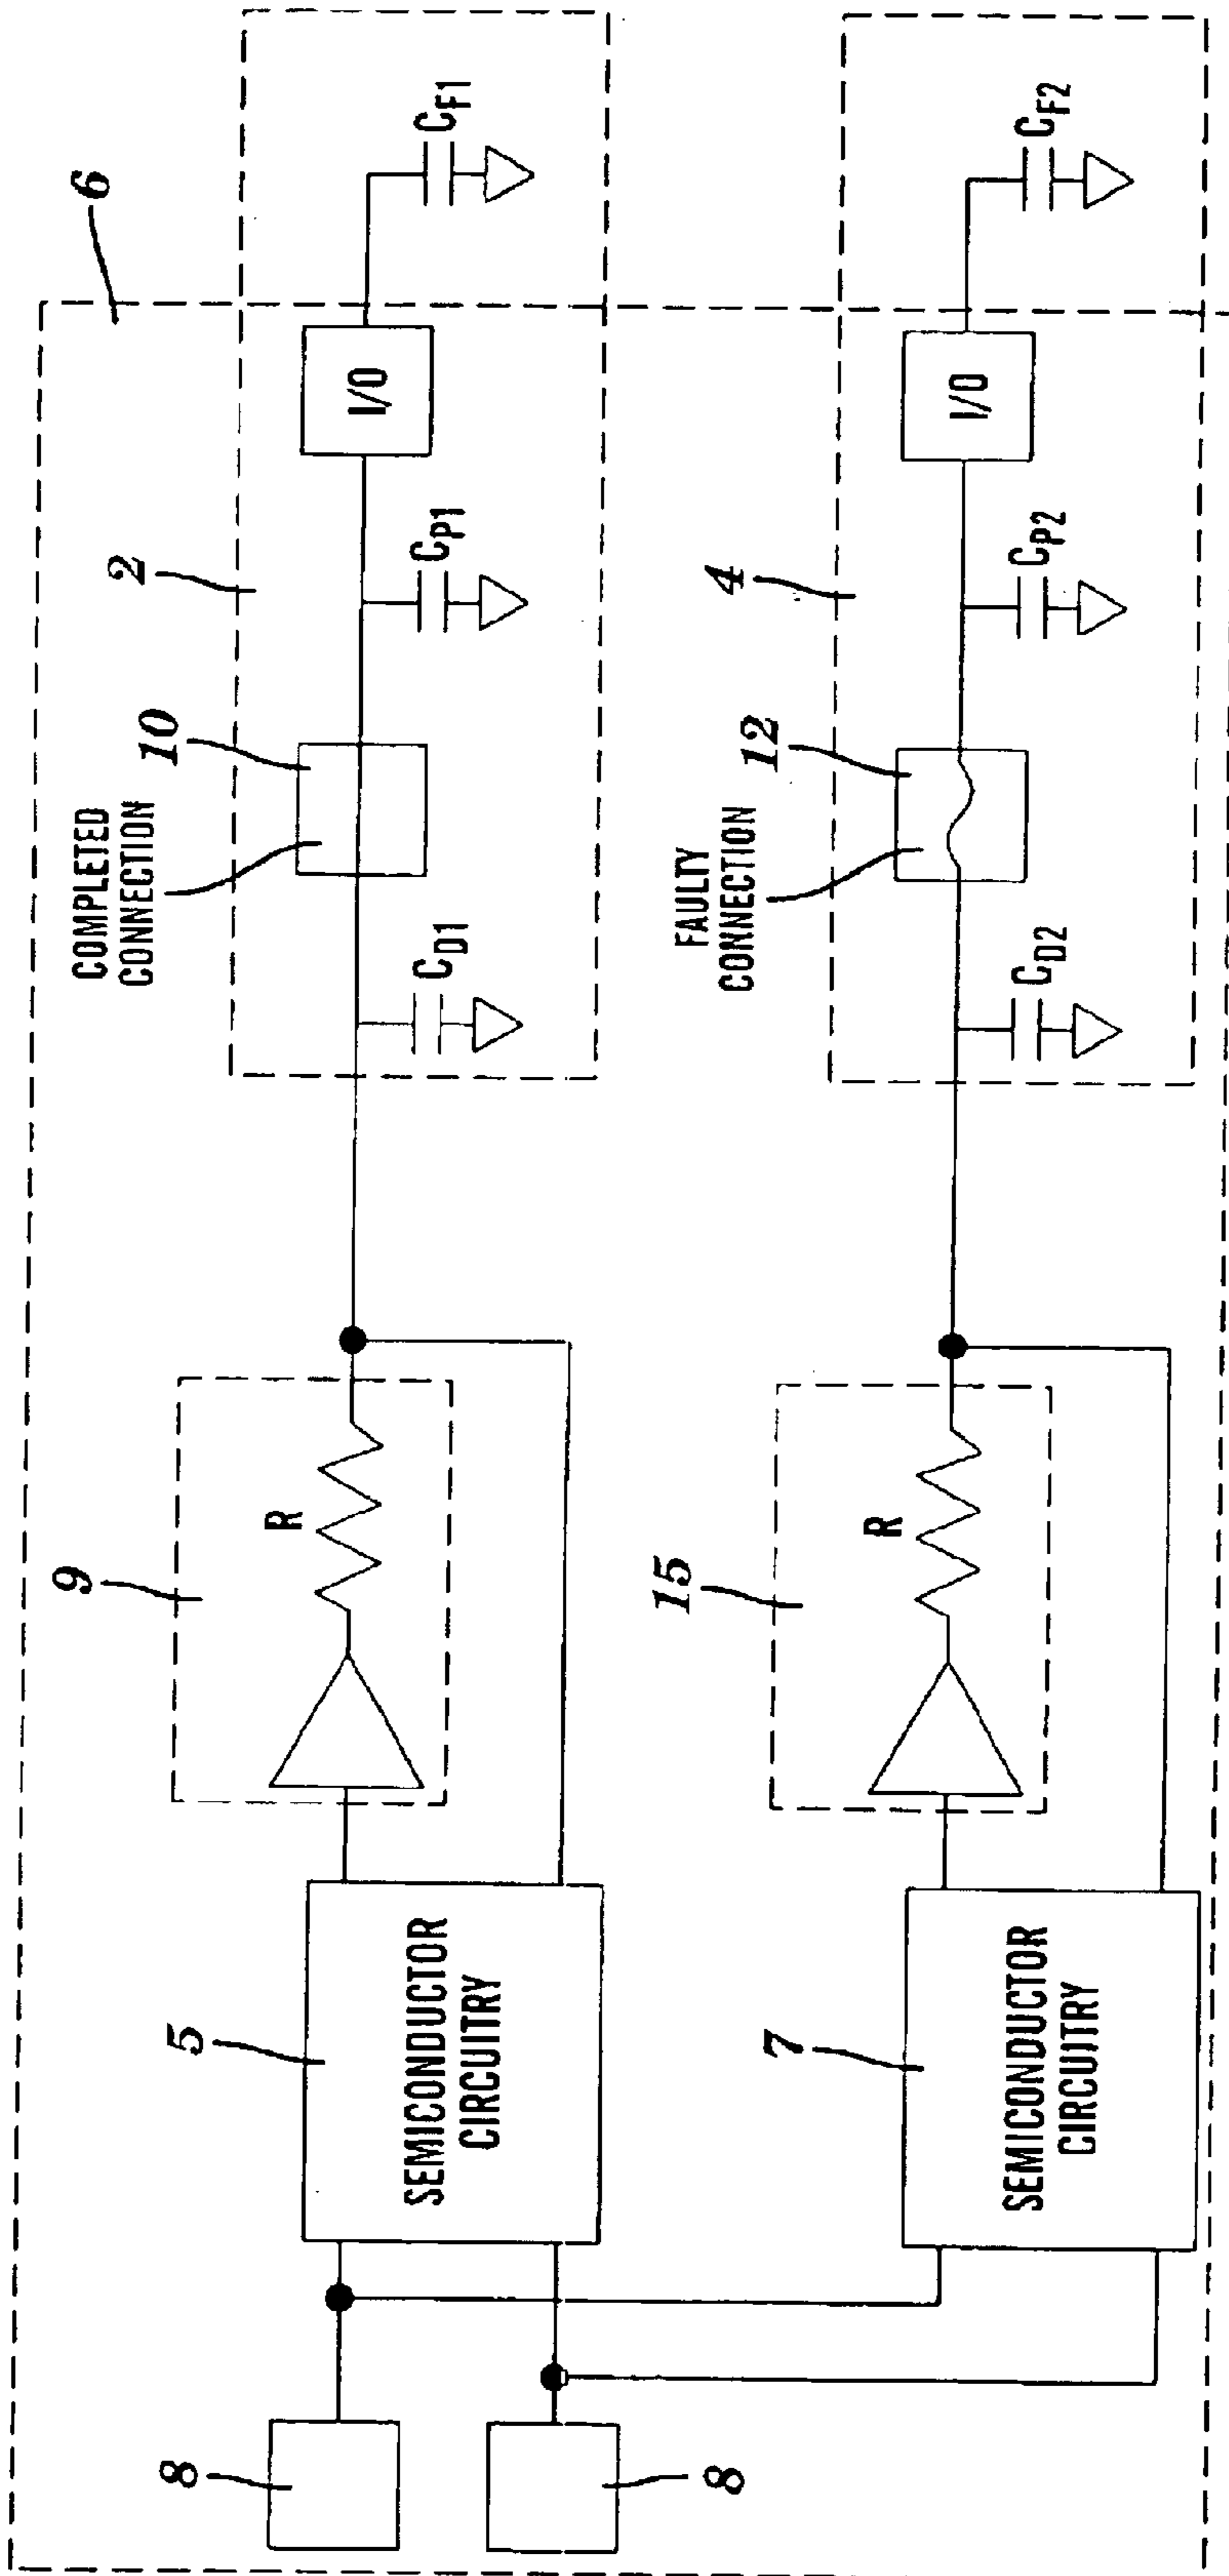 6
2
COMPLETED
CONNECTION
10
C_D1
C_P1
I/O
C_F1
9
R
5
SEMICONDUCTOR
CIRCUITRY
8
8
4
FAULTY
CONNECTION
12
C_D2
C_P2
I/O
C_F2
15
R
7
SEMICONDUCTOR
CIRCUITRY